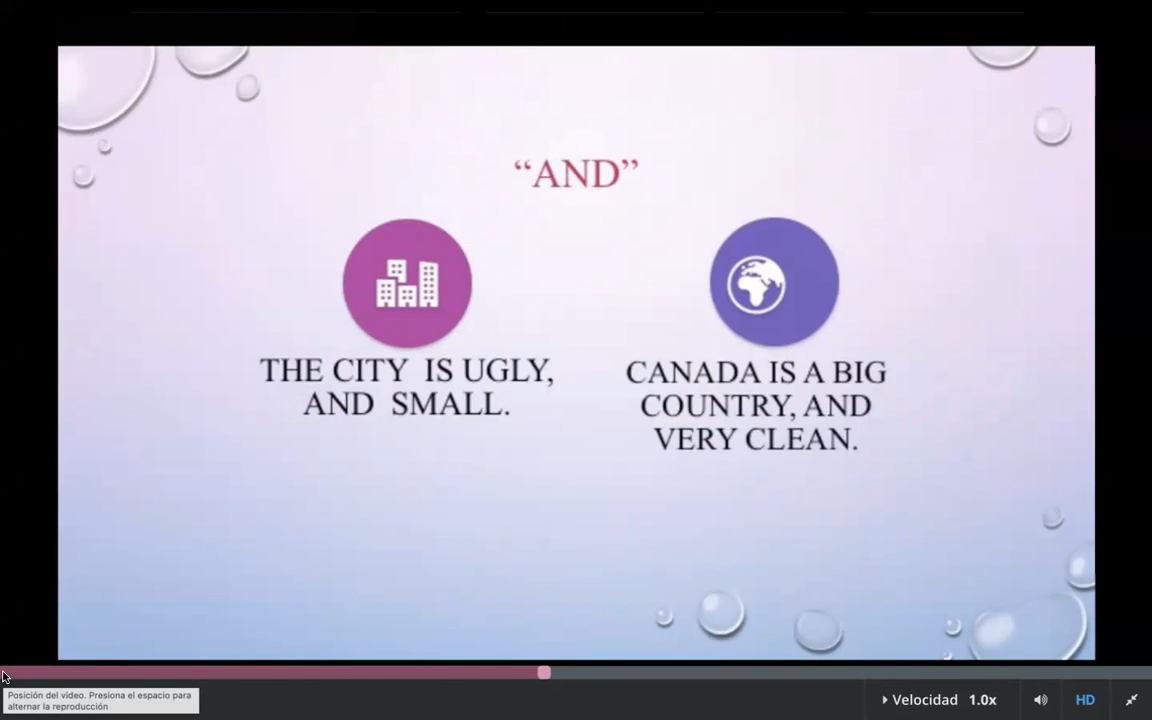 “AND”
THE CITY IS UGLY,
AND SMALL.
CANADA IS A BIG
COUNTRY, AND
VERY CLEAN.
Posición del vídeo. Presiona el espacio para
alternar la reproducción
Velocidad 1.0x
HD